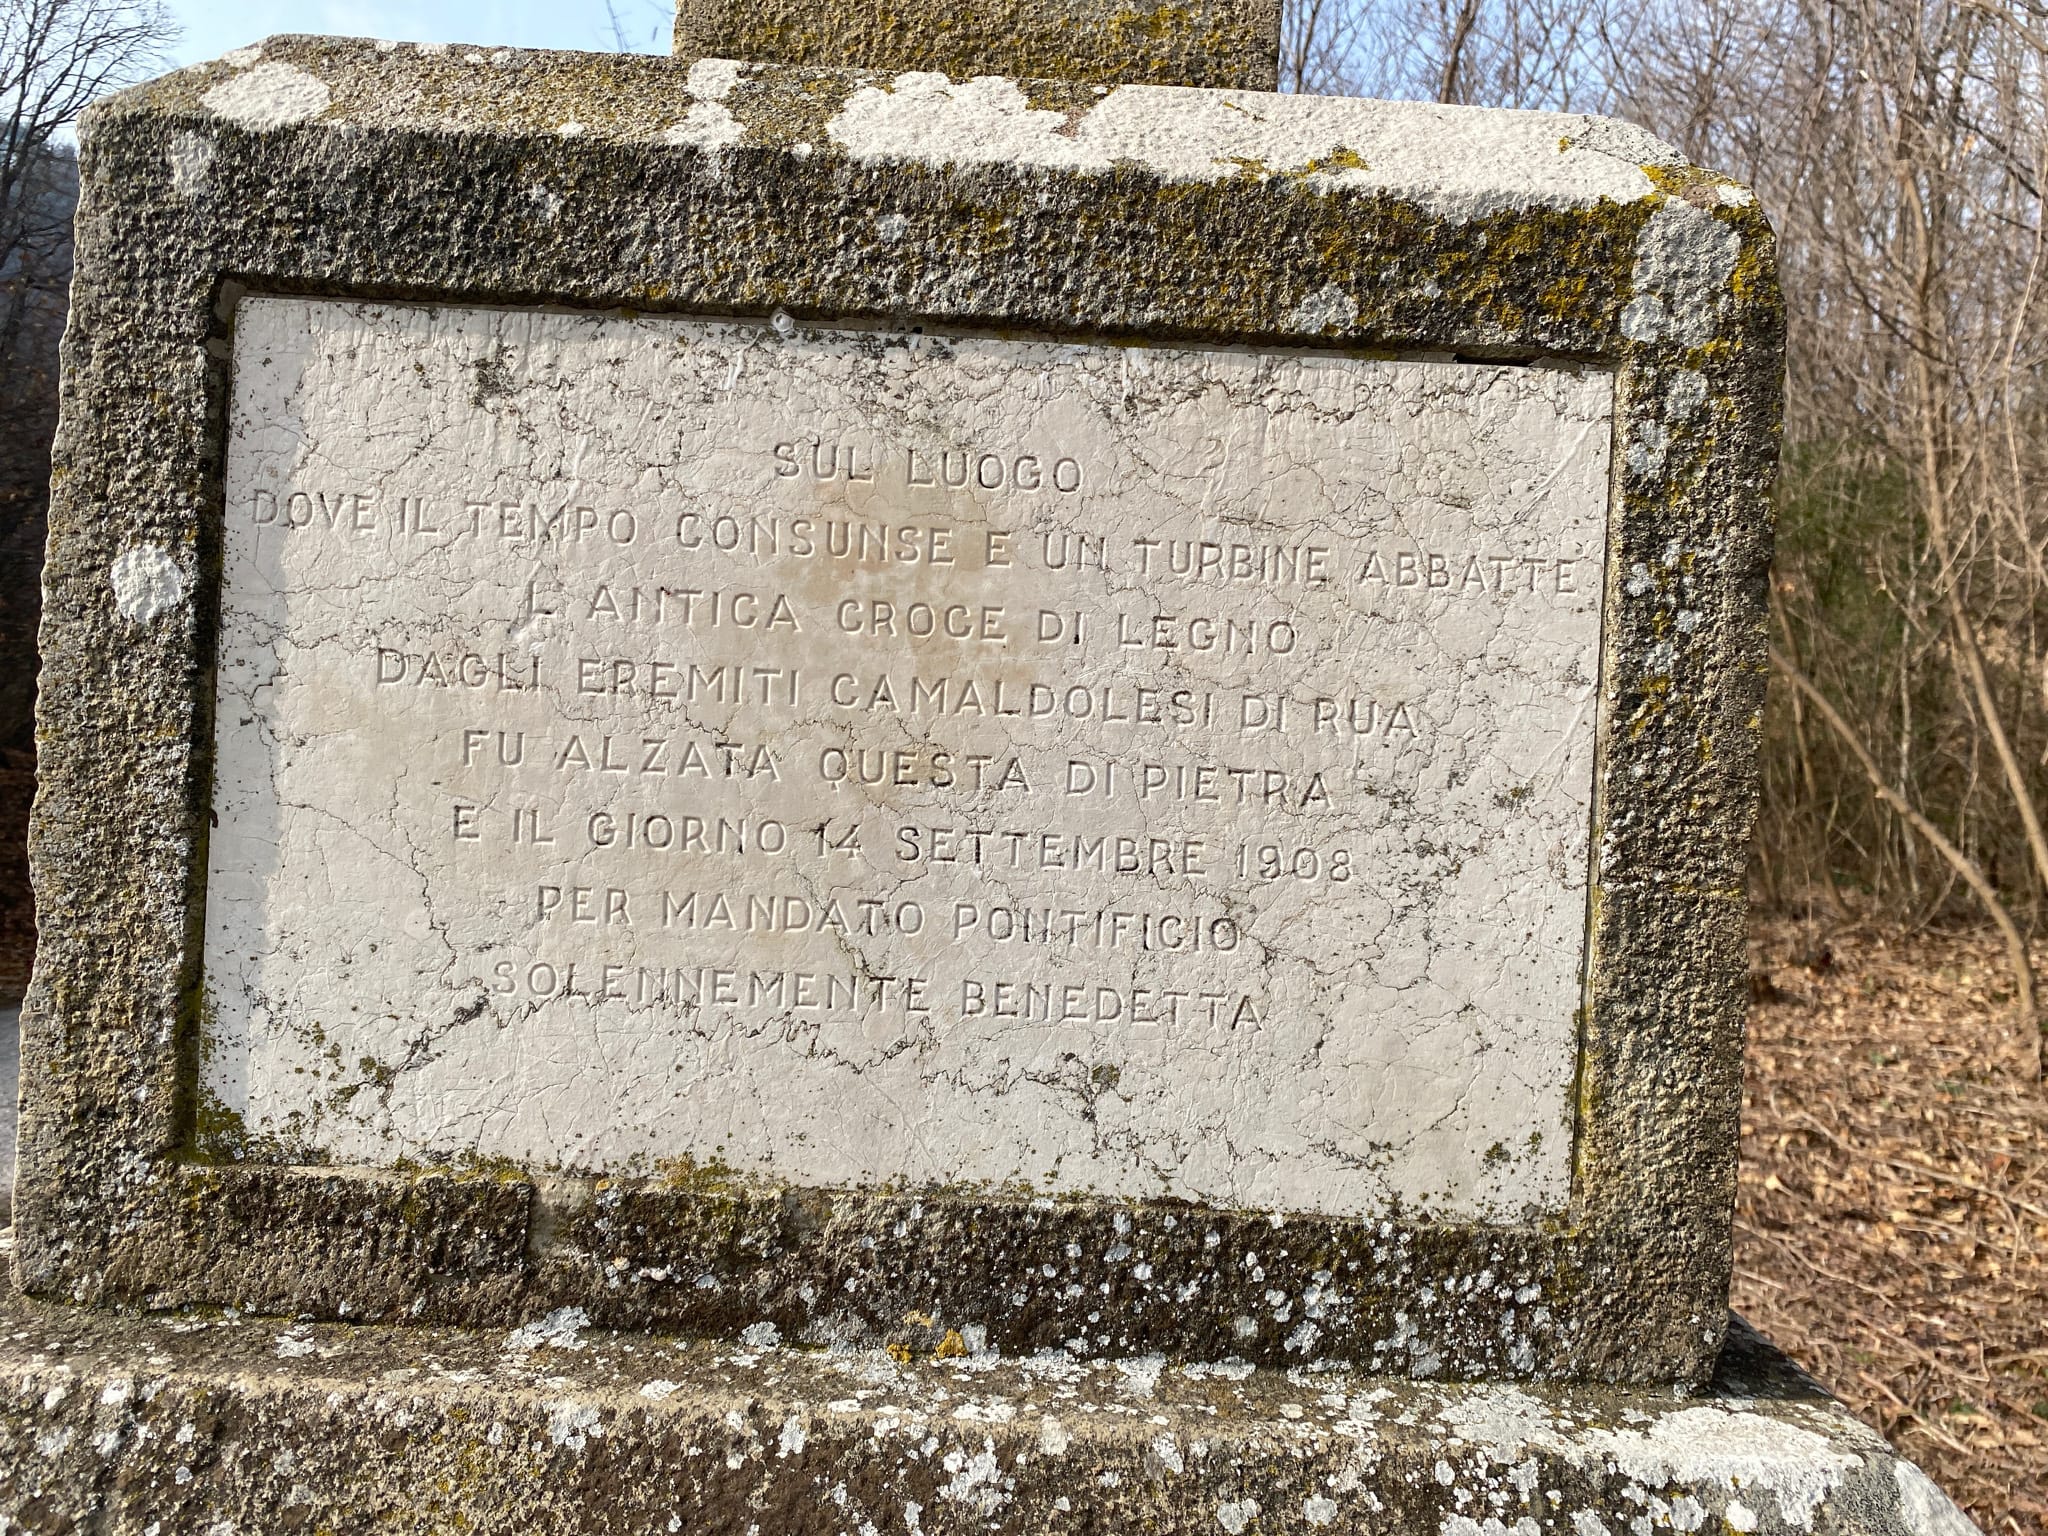 SUL LUOGO
DOVE IL TEMPO CONSUNSE E UN TURBINE ABBATTE
L ANTICA CROCE DI LEGNO
DAGLI EREMITI CAMALDOLESI DI RUA
FU ALZATA QUESTA DI PIETRA
E IL GIORNO 14 SETTEMBRE 1908
PER MANDATO PONTIFICIO
SOLENNEMENTE BENEDETTA